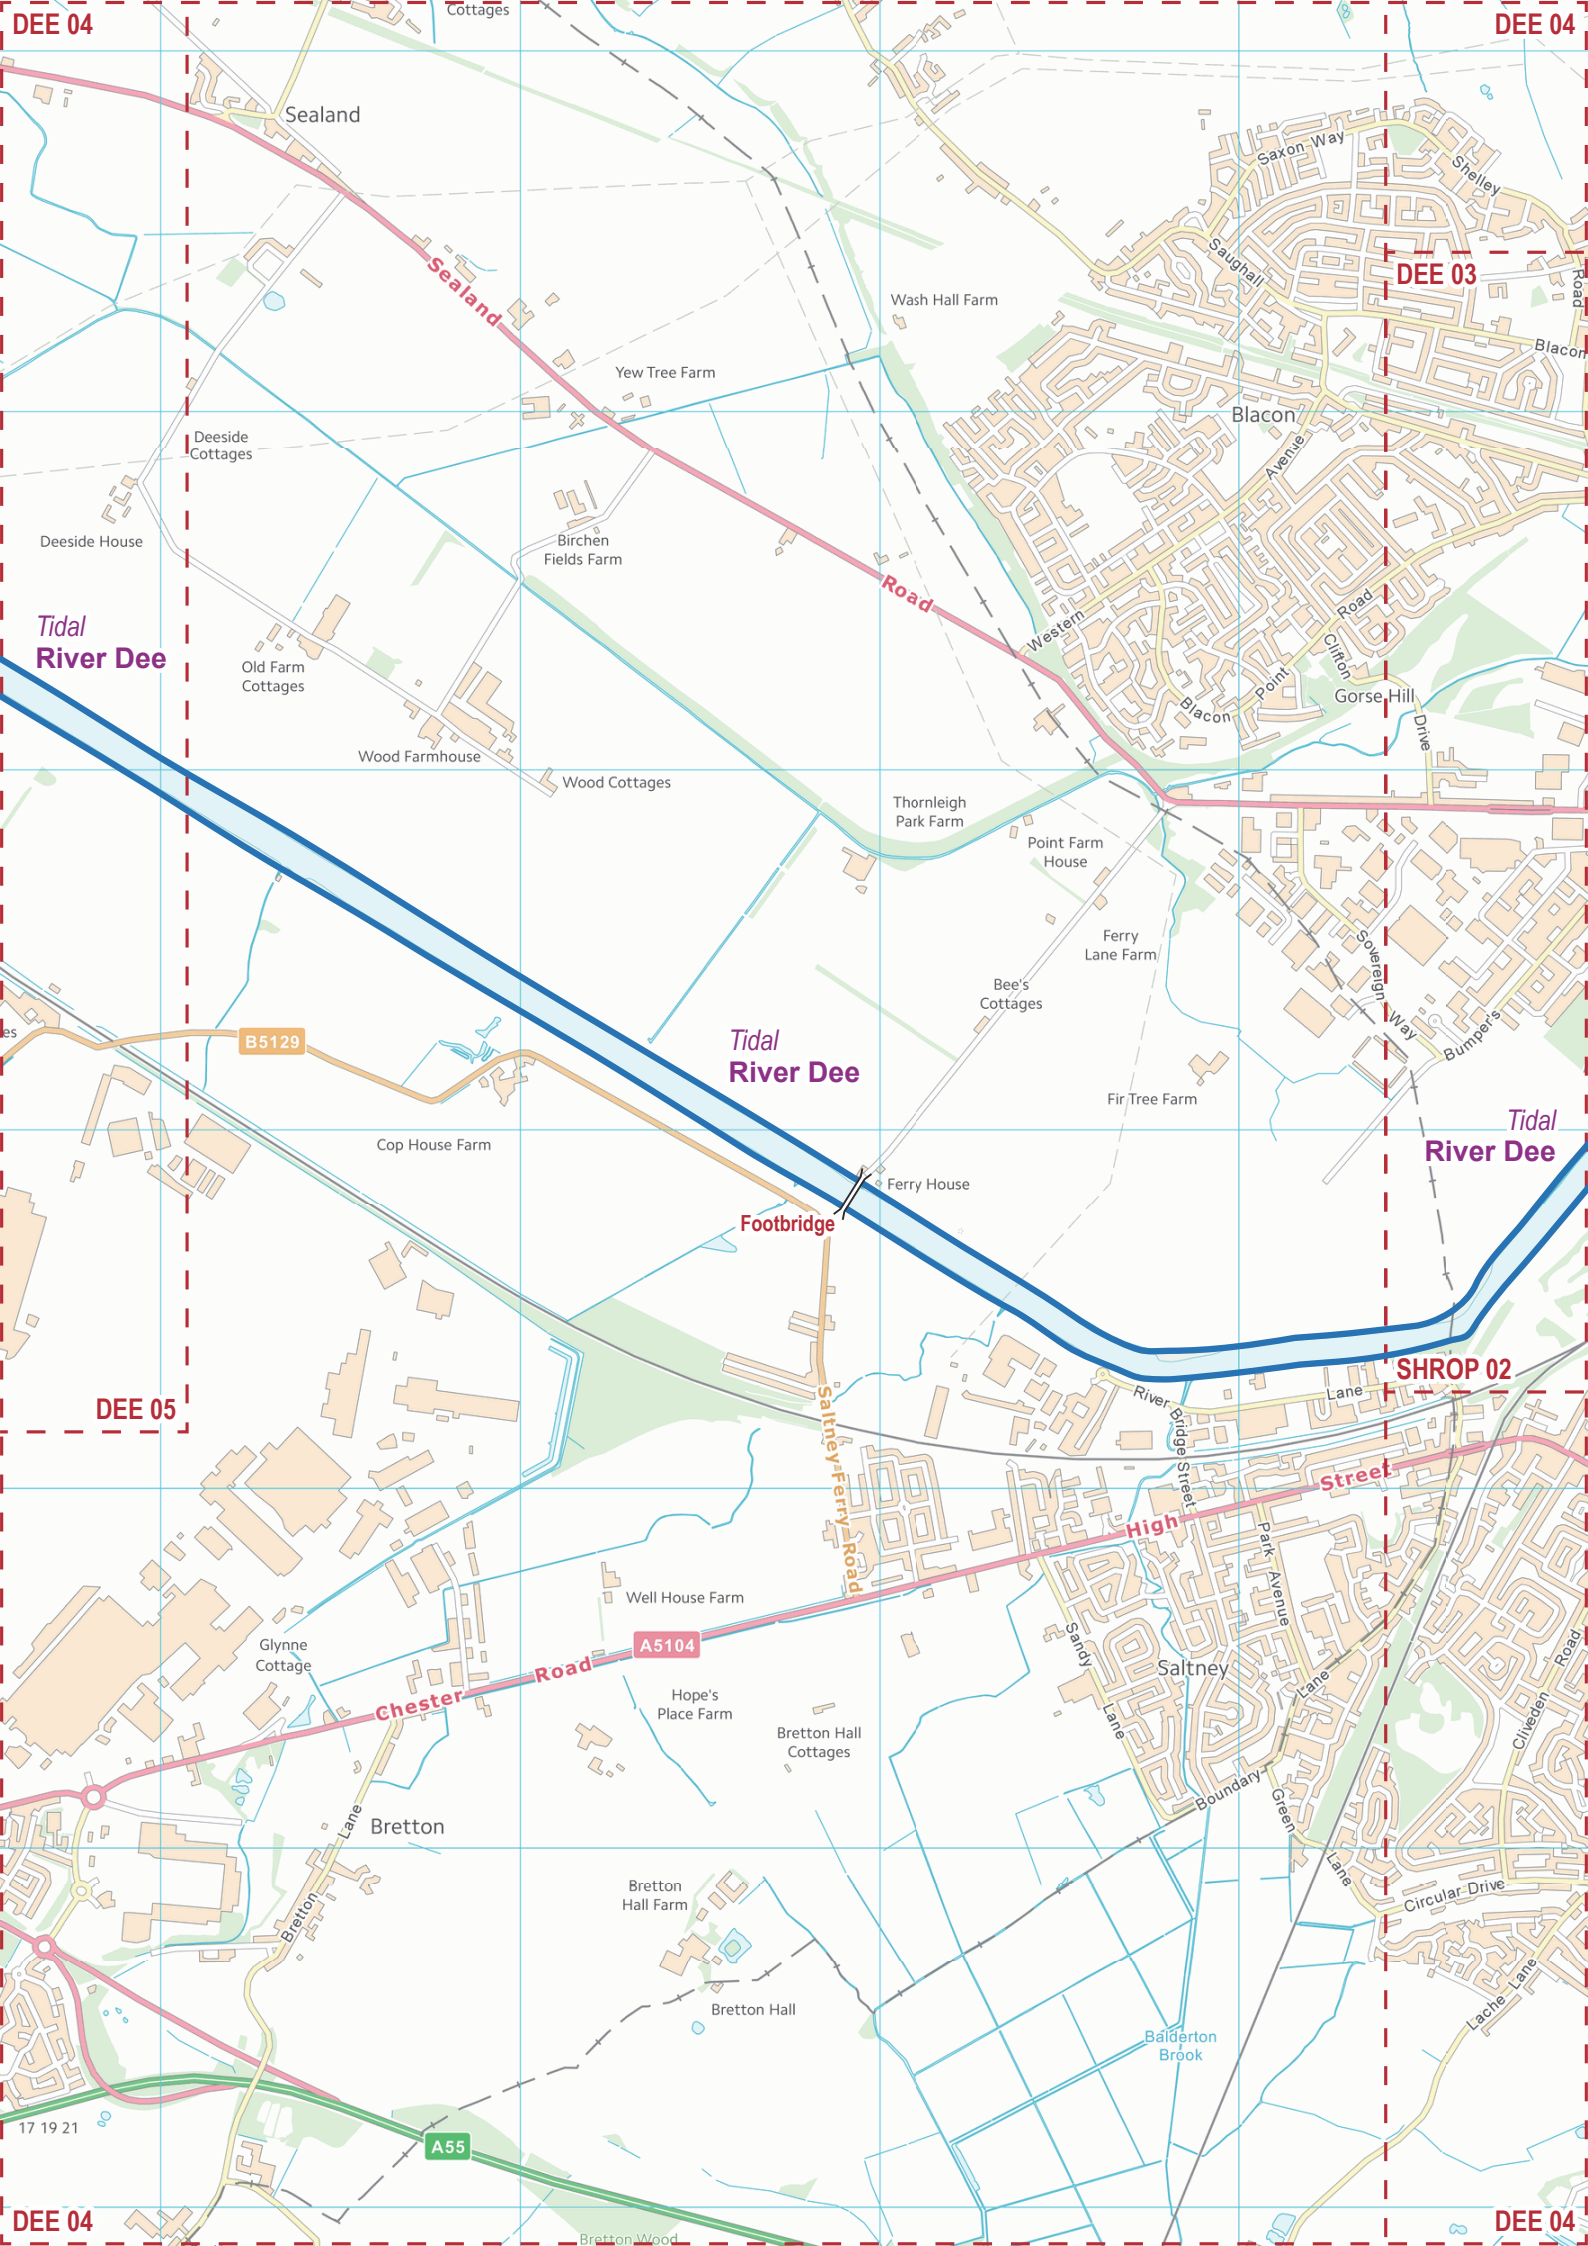 Cottages
DEE 04
DEE 04
Sealand
Saxon Way
Shelley
Road
Saughall
DEE 03
Sealand
Wash Hall Farm
Yew Tree Farm
Blacon
Blacon
Avenue
Deeside
Cottages
Deeside House
Birchen
Fields Farm
Road
Western
Road
Clifton
Drive
Point
Blacon
Gorse Hill
Tidal
River Dee
Old Farm
Cottages
Wood Farmhouse
Wood Cottages
Thornleigh
Park Farm
Point Farm
House
Ferry
Lane Farm
Bee's
Cottages
Sovereign
Way
Bumper's
es
B5129
Tidal
River Dee
Fir Tree Farm
Tidal
River Dee
Cop House Farm
Ferry House
Footbridge
SHROP 02
River
Lane
Bridge Street
DEE 05
Saltney Ferry Road
High
Street
Park Avenue
Well House Farm
A5104
Glynne
Cottage
Chester
Road
Hope's
Place Farm
Bretton Hall
Cottages
Sandy
Lane
Saltney
Lane
Boundary
Green
Lane
Cliveden
Road
Bretton
Lane
Bretton
Bretton
Hall Farm
Circular Drive
Lache Lane
Bretton Hall
Balderton
Brook
17 19 21
A55
Bretton Wood
DEE 04
DEE 04